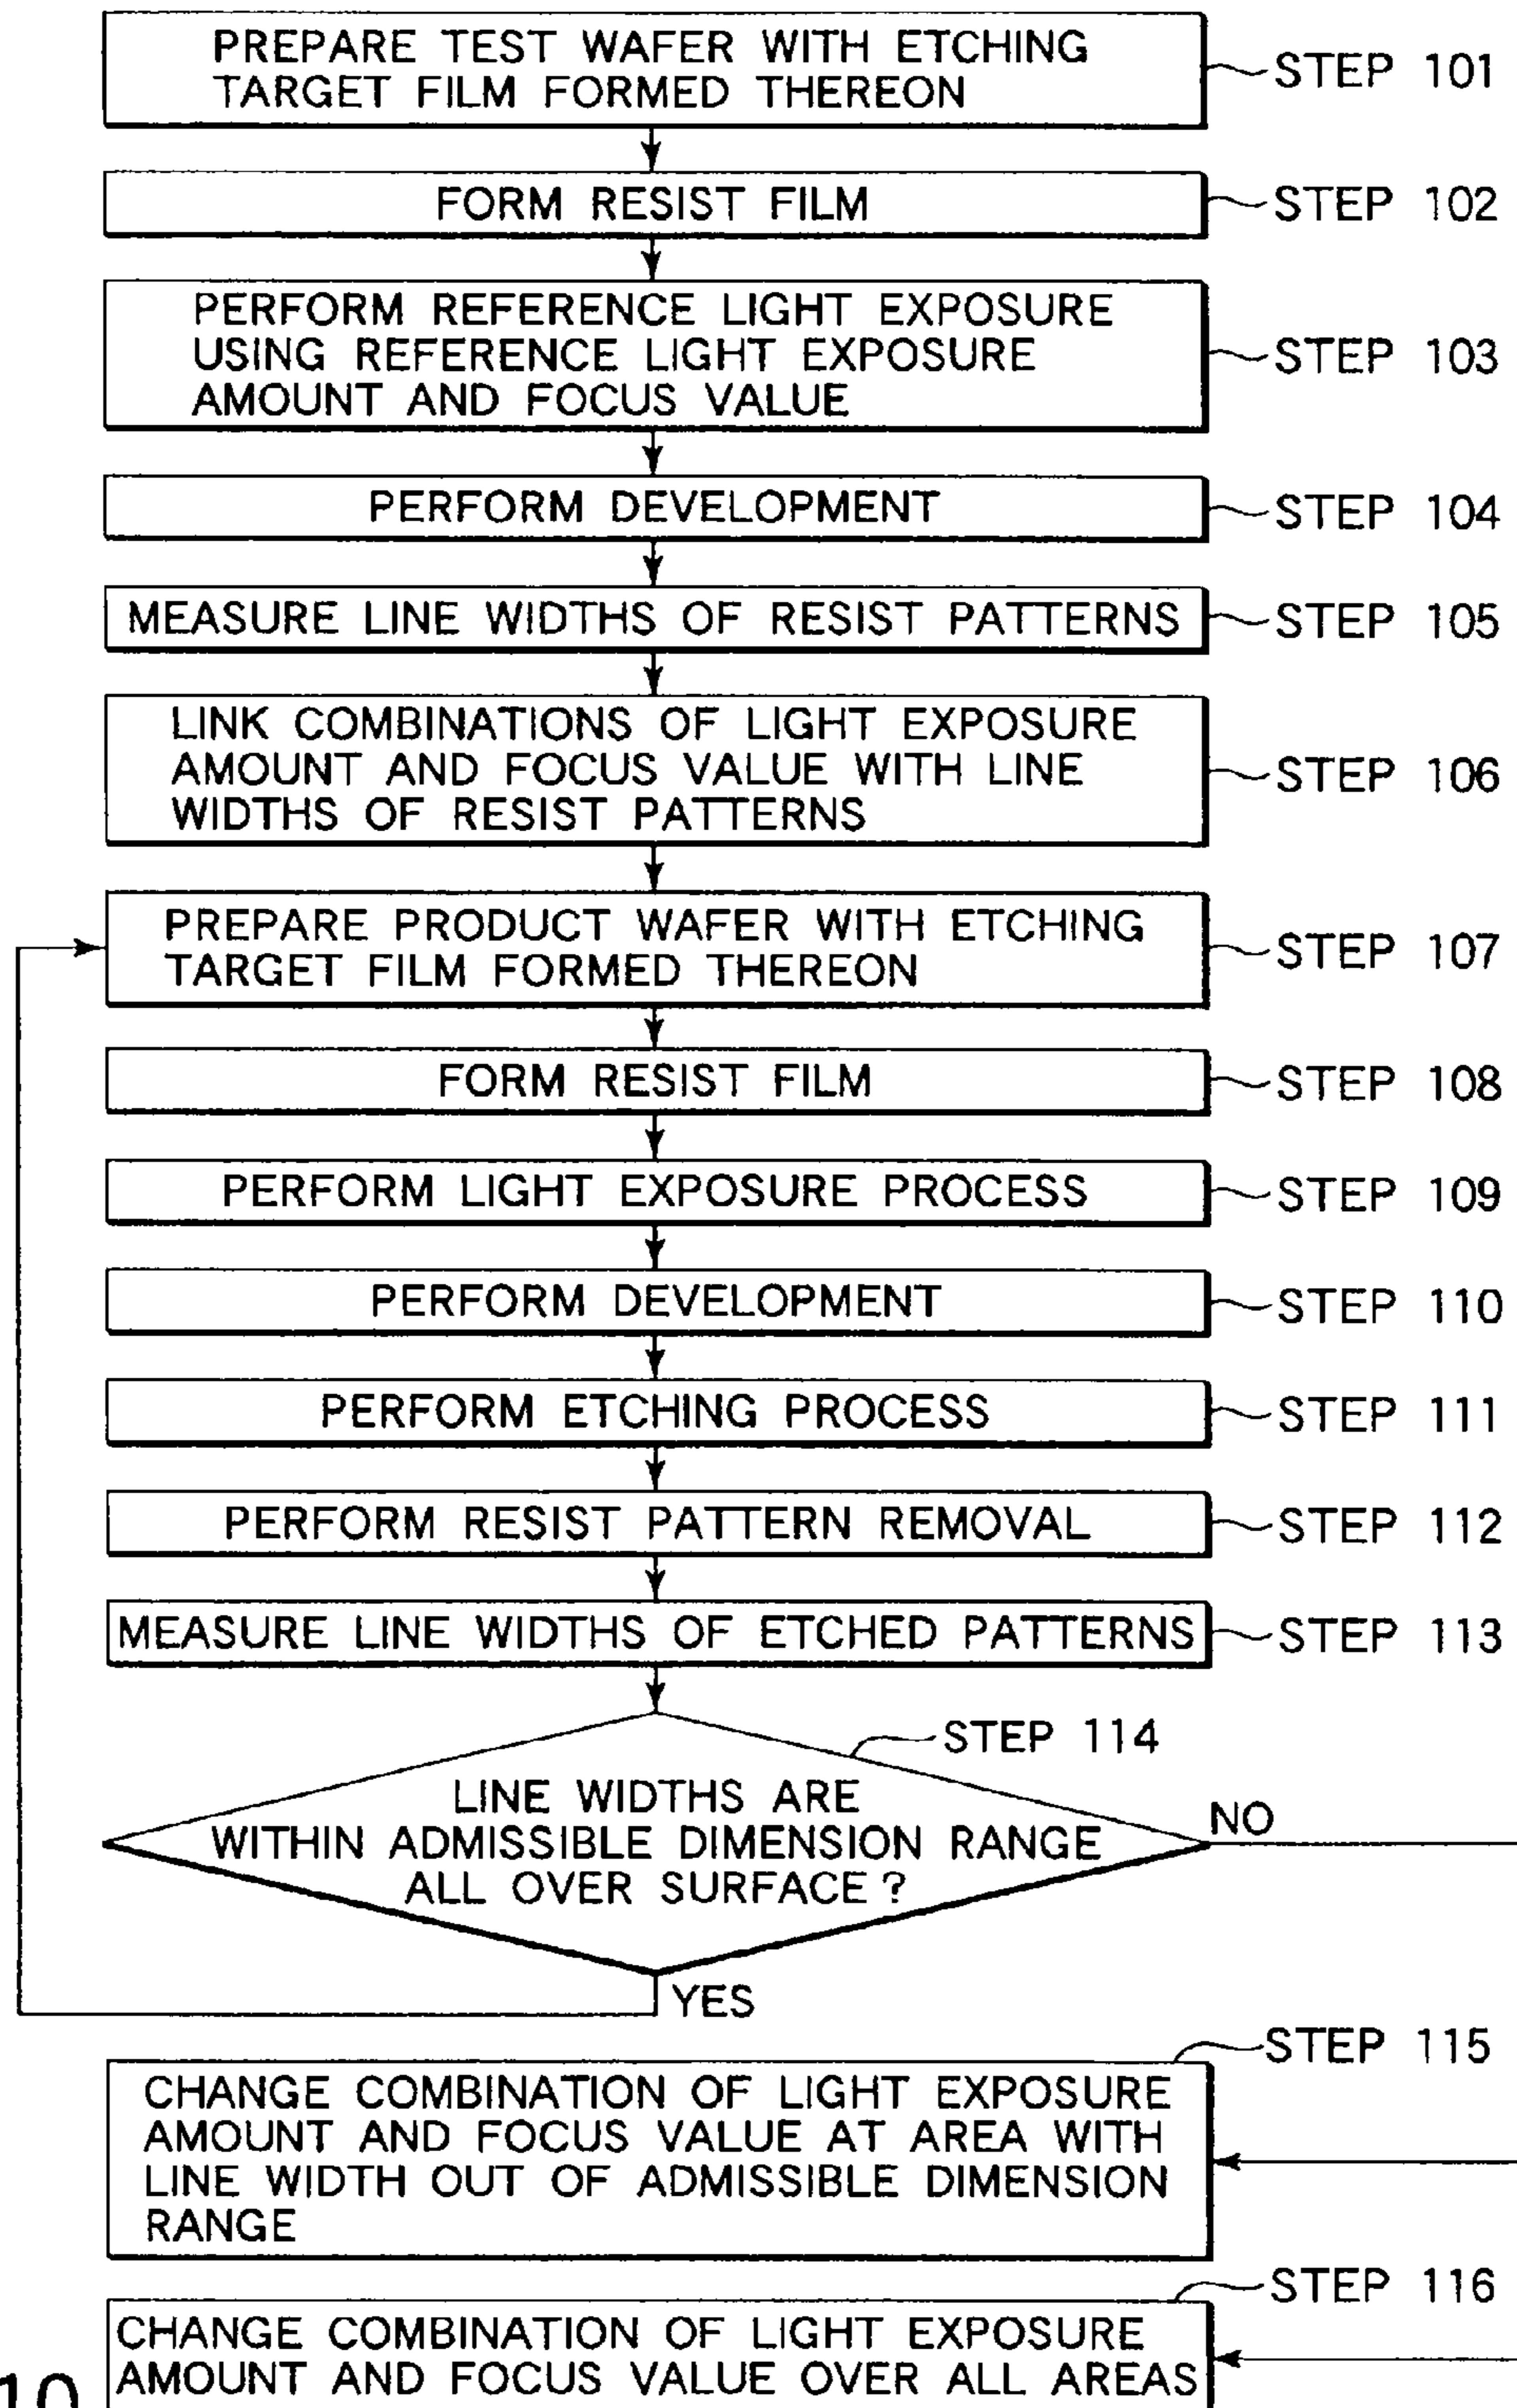 PREPARE TEST WAFER WITH ETCHING
TARGET FILM FORMED THEREON
STEP 101
FORM RESIST FILM
STEP 102
PERFORM REFERENCE LIGHT EXPOSURE
USING REFERENCE LIGHT EXPOSURE
AMOUNT AND FOCUS VALUE
STEP 103
PERFORM DEVELOPMENT
STEP 104
MEASURE LINE WIDTHS OF RESIST PATTERNS
STEP 105
LINK COMBINATIONS OF LIGHT EXPOSURE
AMOUNT AND FOCUS VALUE WITH LINE
WIDTHS OF RESIST PATTERNS
STEP 106
PREPARE PRODUCT WAFER WITH ETCHING
TARGET FILM FORMED THEREON
STEP 107
FORM RESIST FILM
STEP 108
PERFORM LIGHT EXPOSURE PROCESS
STEP 109
PERFORM DEVELOPMENT
STEP 110
PERFORM ETCHING PROCESS
STEP 111
PERFORM RESIST PATTERN REMOVAL
STEP 112
MEASURE LINE WIDTHS OF ETCHED PATTERNS
STEP 113
STEP 114
LINE WIDTHS ARE
WITHIN ADMISSIBLE DIMENSION RANGE
ALL OVER SURFACE?
NO
YES
STEP 115
CHANGE COMBINATION OF LIGHT EXPOSURE
AMOUNT AND FOCUS VALUE AT AREA WITH
LINE WIDTH OUT OF ADMISSIBLE DIMENSION
RANGE
STEP 116
CHANGE COMBINATION OF LIGHT EXPOSURE
AMOUNT AND FOCUS VALUE OVER ALL AREAS
10